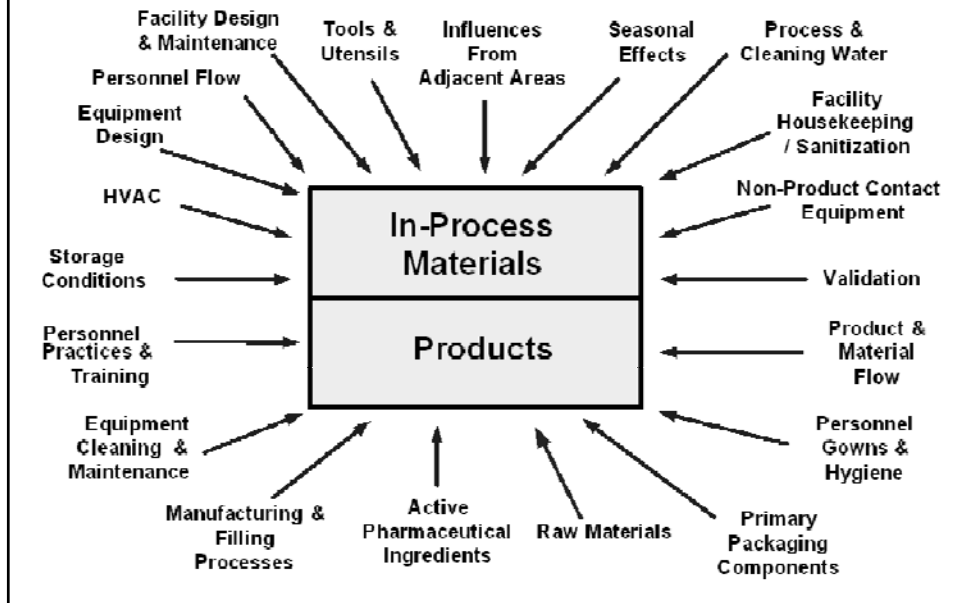 Facility Design
& Maintenance
Tools &
Utensils
Influences
From
Adjacent Areas
Seasonal
Effects
Process &
Cleaning Water
Personnel Flow
Equipment
Design
Facility
Housekeeping
/ Sanitization
HVAC
Non-Product Contact
Equipment
In-Process
Materials
Storage
Conditions
Validation
Personnel
Practices &
Training
Products
Product &
Material
Flow
Equipment
Cleaning &
Maintenance
Personnel
Gowns &
Hygiene
Manufacturing &
Filling
Processes
Active
Pharmaceutical
Ingredients
Raw Materials
Primary
Packaging
Components